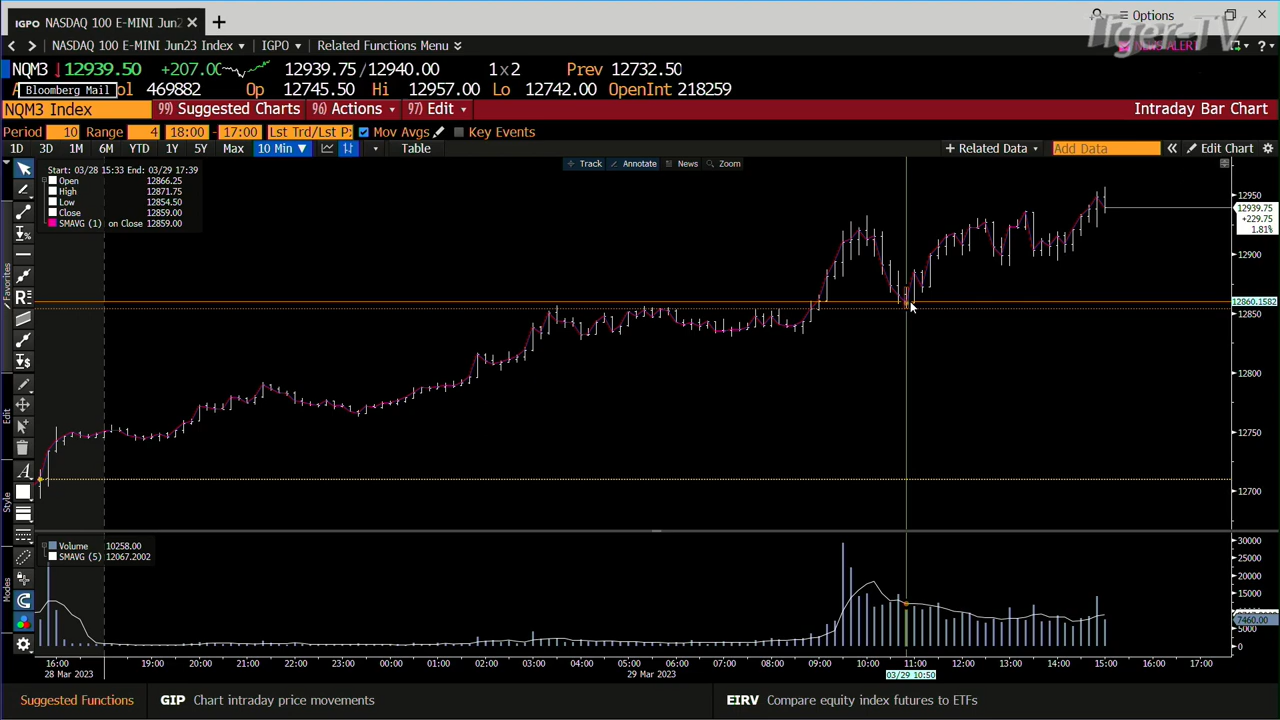 IGPO NASDAQ 100 E-MINI Jun2
Options
NASDAQ 100 E-MINI Jun23 Index IGPO Related Functions Menu
Tiger-TV
NQM3 12939.50 +207.0 12939.75/12940.00 1x2 Prev 12732.50
Bloomberg Mail
ol 469882 Op 12745.50 Hi 12957.00 Lo 12742.00 OpenInt 218259
NQM3 Index 99) Suggested Charts 96) Actions 97) Edit Intraday Bar Chart
Period 10 Range 4 18:00 - 17:00 Lst Trd/Lst P Mov Avgs Key Events
1D 3D 1M 6M YTD 1Y 5Y Max 10 Min Table + Related Data Add Data Edit Chart
Track Annotate News Zoom
Start: 03/28 15:33 End: 03/29 17:39
Open 12866.25
High 12871.75
Low 12854.50
Close 12859.00
SMAVG (1) on Close 12859.00
12950
12939.75
+229.75
1.81%
12900
12860.1582
12850
12800
12750
12700
Favorites
Edit
Style
Modes
Volume 10258.00
SMAVG (5) 12067.2002
30000
25000
20000
15000
7460.00
5000
0
16:00 19:00 20:00 21:00 22:00 23:00 00:00 01:00 02:00 03:00 04:00 05:00 06:00 07:00 08:00 09:00 10:00 11:00 12:00 13:00 14:00 15:00 16:00 17:00
28 Mar 2023 29 Mar 2023 03/29 10:50
Suggested Functions GIP Chart intraday price movements EIRV Compare equity index futures to ETFs